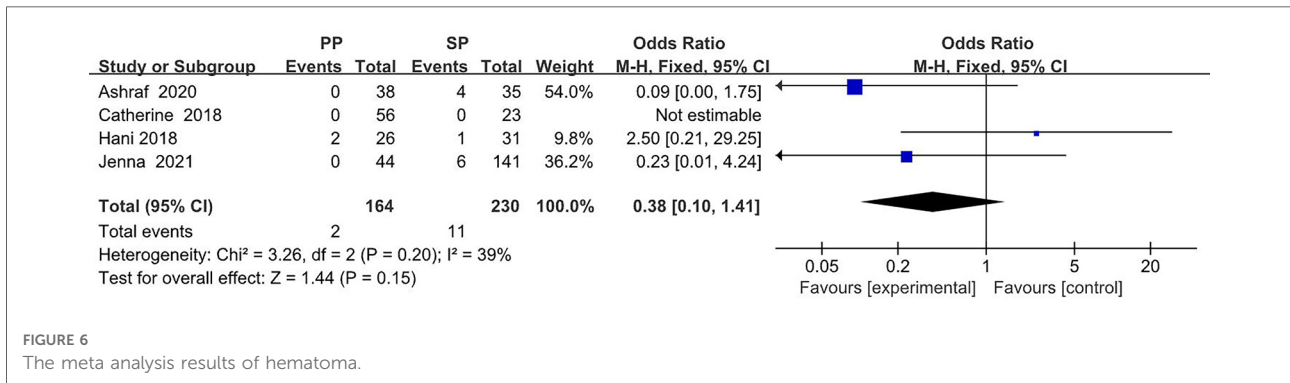 PP SP Odds Ratio Odds Ratio
Study or Subgroup Events Total Events Total Weight M-H, Fixed, 95% CI M-H, Fixed, 95% CI
Ashraf 2020 0 38 4 35 54.0% 0.09 [0.00, 1.75]
Catherine 2018 0 56 0 23 Not estimable
Hani 2018 2 26 1 31 9.8% 2.50 [0.21, 29.25]
Jenna 2021 0 44 6 141 36.2% 0.23 [0.01, 4.24]
Total (95% CI) 164 230 100.0% 0.38 [0.10, 1.41]
Total events 2 11
Heterogeneity: Chi² = 3.26, df = 2 (P = 0.20); I² = 39%
Test for overall effect: Z = 1.44 (P = 0.15)
0.05 0.2 1 5 20
Favours [experimental] Favours [control]
FIGURE 6
The meta analysis results of hematoma.